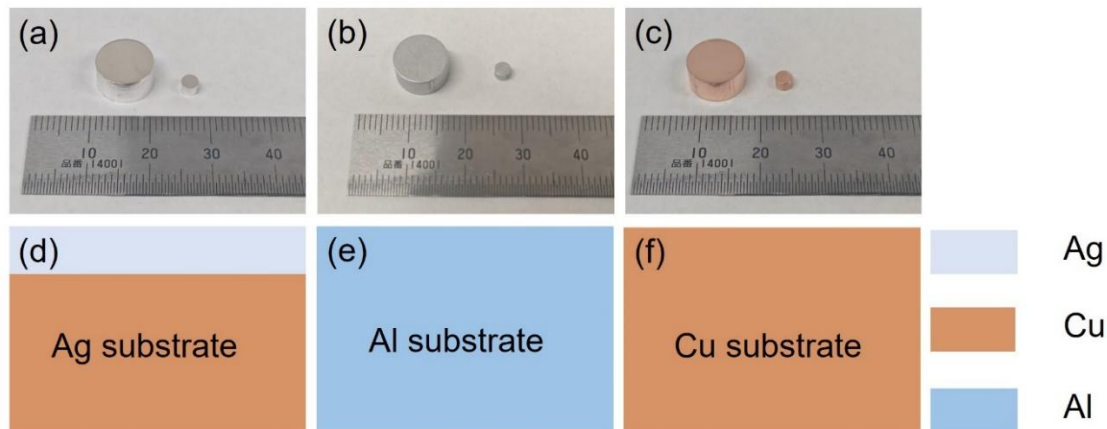 (a)
(b)
(c)
10 20 30 40
品番 14001
10 20 30 40
品番 14001
10 20 30 40
品番 14001
(d)
(e)
(f)
Ag
Ag substrate
Al substrate
Cu substrate
Cu
Al